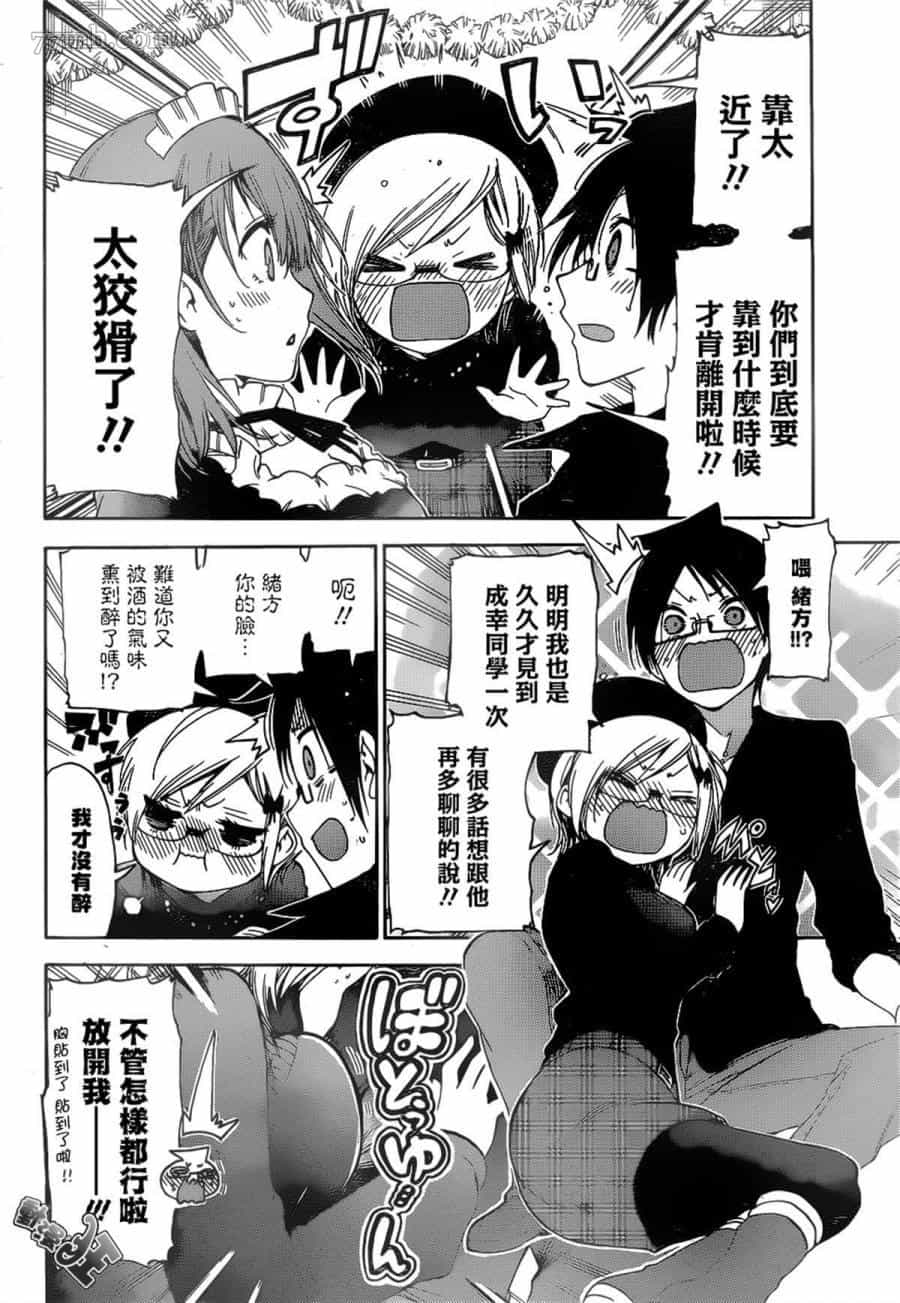 靠太
近了!!
你們到底要
靠到什麼時候
才肯離開啦!!
ずいっ
太狡猾了!!
喂 緒方!!?
明明我也是
久久才見到
成幸同學一次
有很多話想跟他
再多聊聊的說!!
呃!!
緒方
你的臉…
難道你又
被酒的氣味
熏到醉了嗎!?
我才沒有醉
ぼとっゆ…ん
不管怎樣都行啦
放開我——!!!
胸貼到了 貼到了啦!!